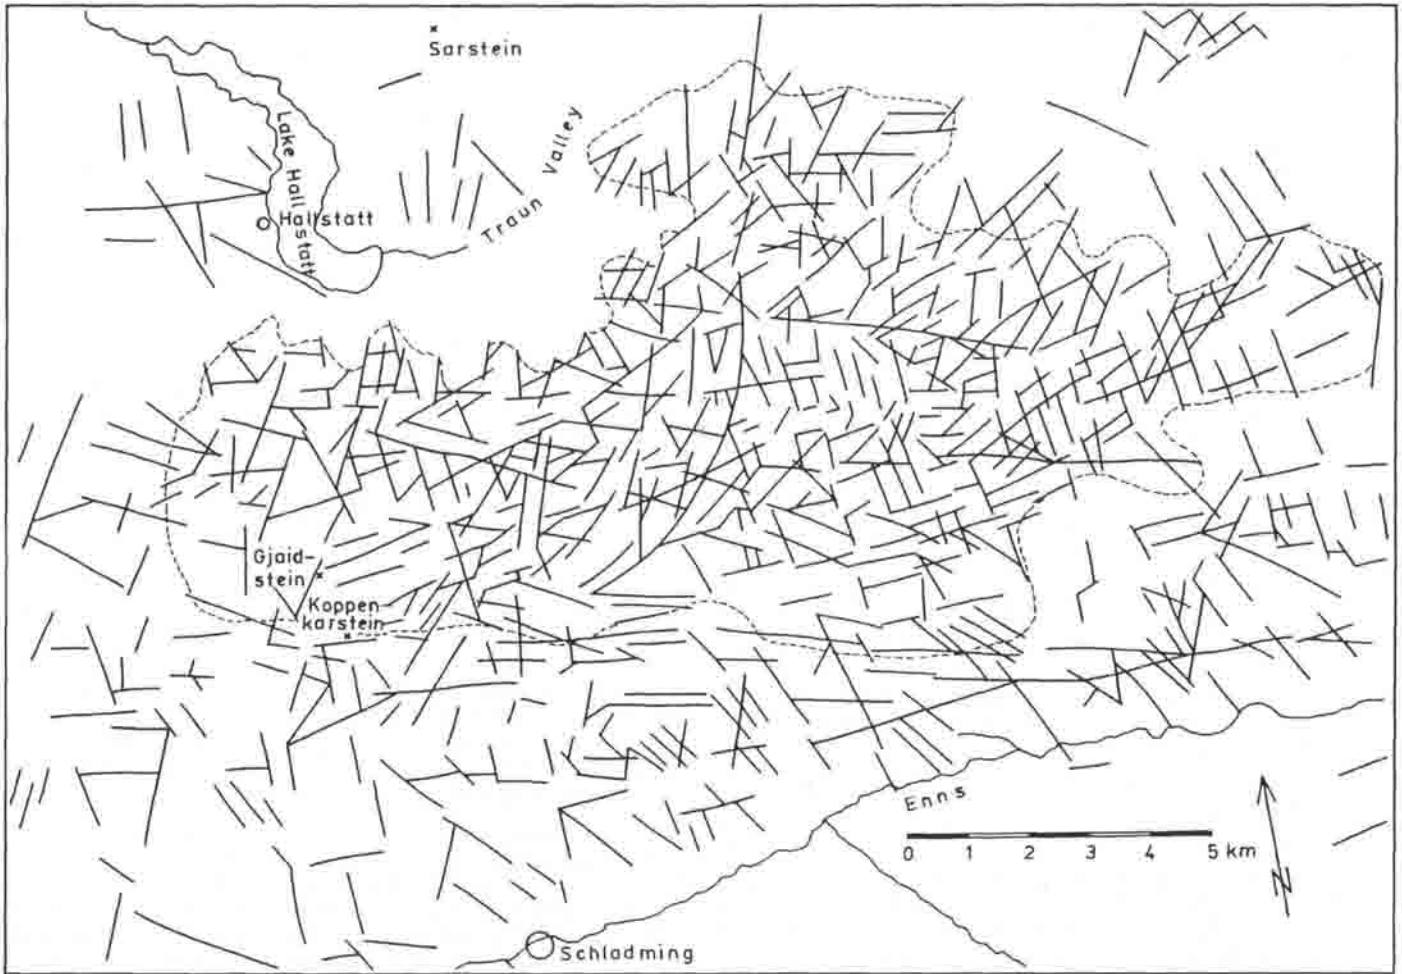 Sarstein
Lake Hallstatt
Hallstatt
Traun Valley
Gjaid-
stein
Koppen
karstein
Enns
0 1 2 3 4 5 km
N
Schladming